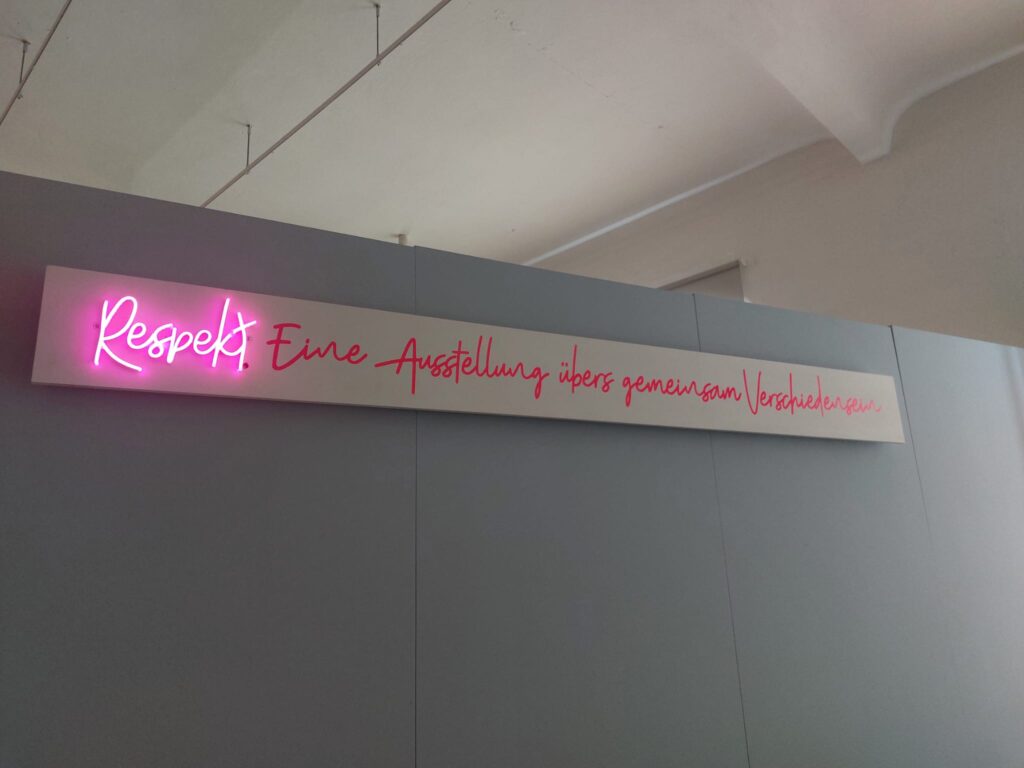 Respekt. Eine Ausstellung übers gemeinsam Verschiedensein